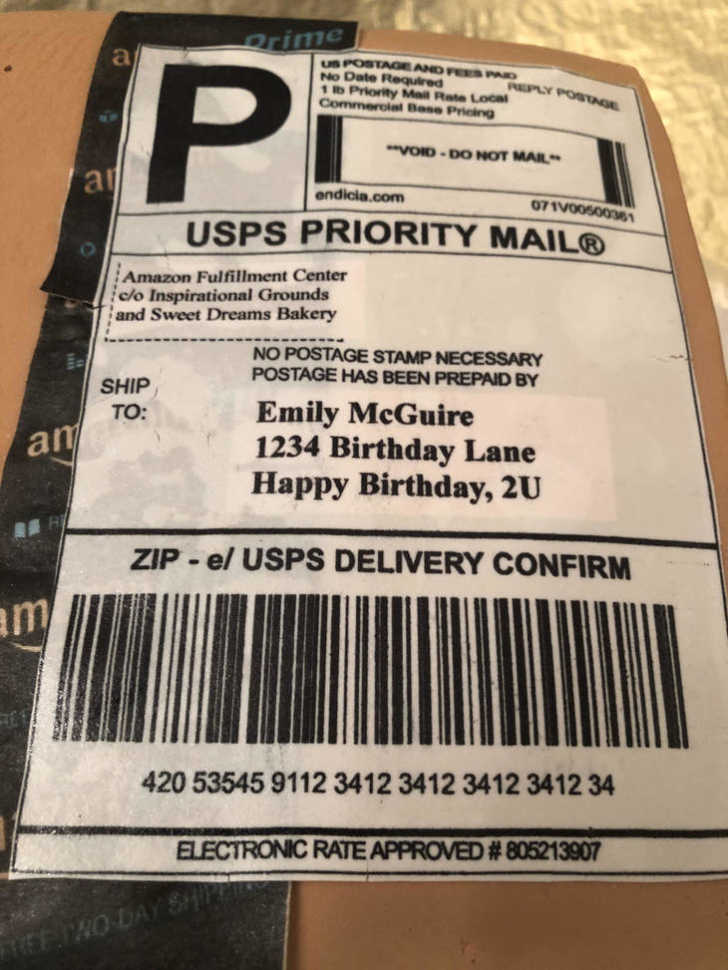 Prime
US POSTAGE AND FEES PAID
No Date Required
REPLY POSTAGE
1 lb Priority Mail Rate Local
Commercial Base Pricing
P
**VOID - DO NOT MAIL**
endicia.com
071V00500361
USPS PRIORITY MAIL®
Amazon Fulfillment Center
c/o Inspirational Grounds
and Sweet Dreams Bakery
NO POSTAGE STAMP NECESSARY
POSTAGE HAS BEEN PREPAID BY
SHIP
TO:
Emily McGuire
1234 Birthday Lane
Happy Birthday, 2U
ZIP - e/ USPS DELIVERY CONFIRM
420 53545 9112 3412 3412 3412 3412 34
ELECTRONIC RATE APPROVED # 805213907
TWO-DAY SHIPPING